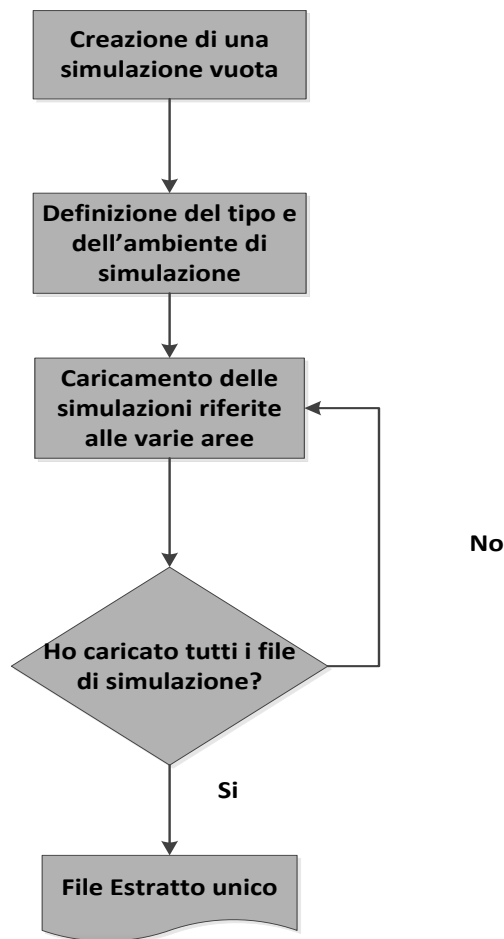 Creazione di una
simulazione vuota
Definizione del tipo e
dell’ambiente di
simulazione
Caricamento delle
simulazioni riferite
alle varie aree
No
Ho caricato tutti i file
di simulazione?
Si
File Estratto unico